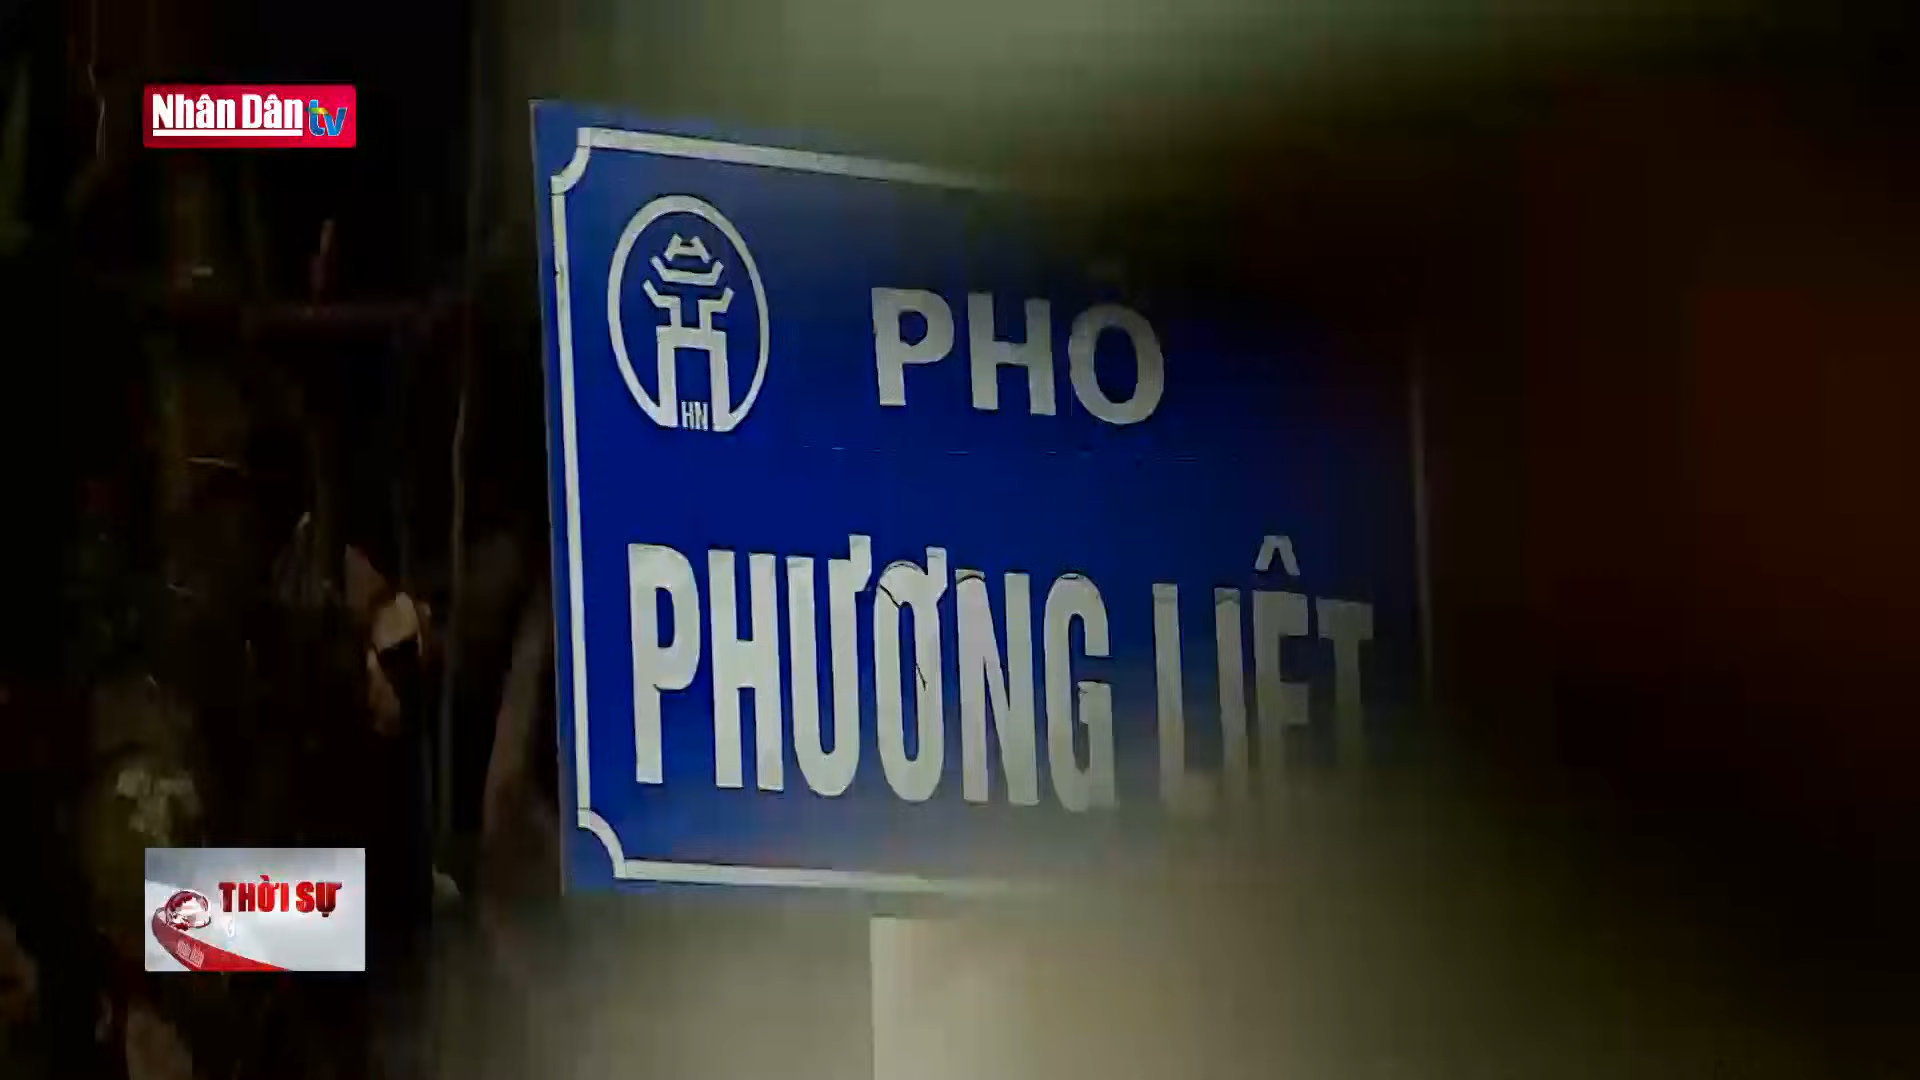 Nhân Dân tv
HN
PHỐ
PHƯƠNG LIỆT
THỜI SỰ